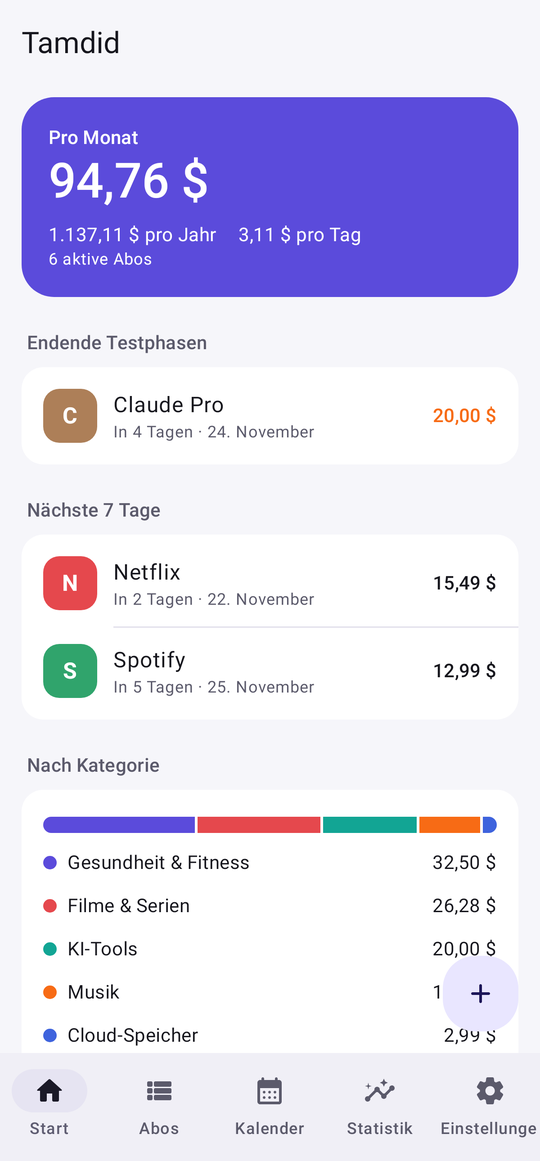 Tamdid
Pro Monat
94,76 $
1.137,11 $ pro Jahr 3,11 $ pro Tag
6 aktive Abos
Endende Testphasen
C
Claude Pro
In 4 Tagen · 24. November
20,00 $
Nächste 7 Tage
N
Netflix
In 2 Tagen · 22. November
15,49 $
S
Spotify
In 5 Tagen · 25. November
12,99 $
Nach Kategorie
Gesundheit & Fitness 32,50 $
Filme & Serien 26,28 $
KI-Tools 20,00 $
Musik
Cloud-Speicher 2,99 $
Start
Abos
Kalender
Statistik
Einstellunge